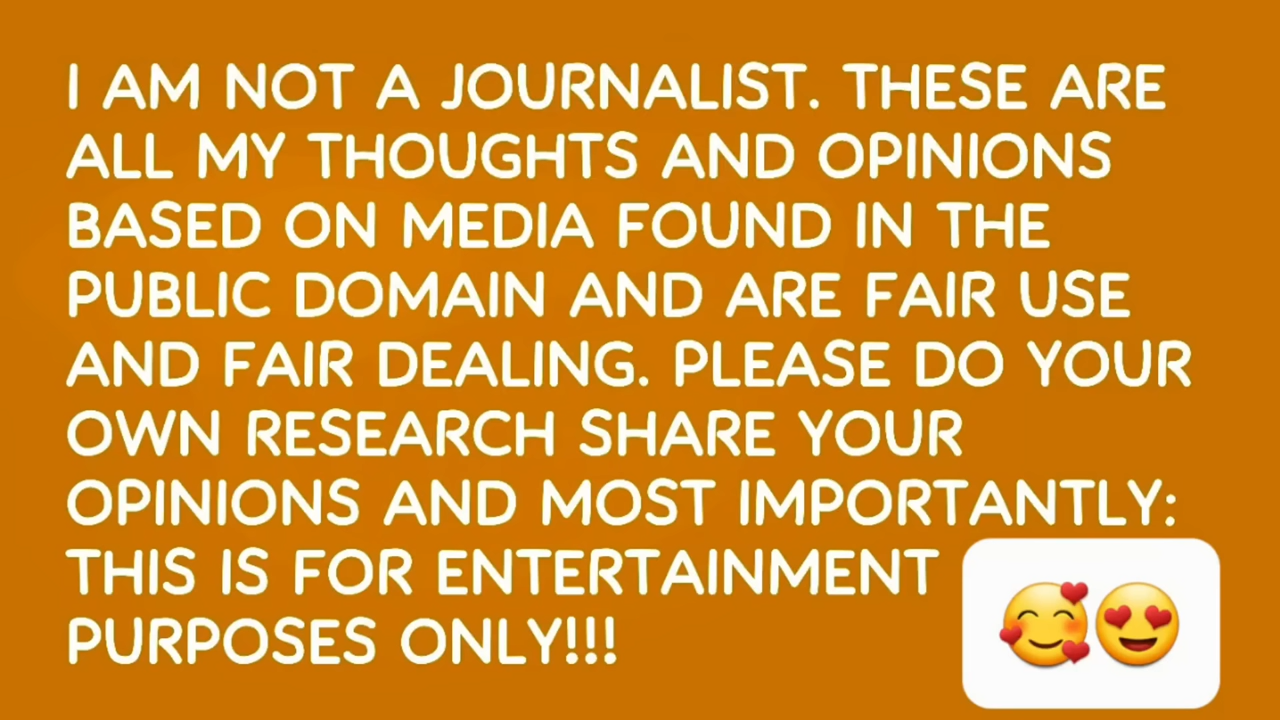 I AM NOT A JOURNALIST. THESE ARE
ALL MY THOUGHTS AND OPINIONS
BASED ON MEDIA FOUND IN THE
PUBLIC DOMAIN AND ARE FAIR USE
AND FAIR DEALING. PLEASE DO YOUR
OWN RESEARCH SHARE YOUR
OPINIONS AND MOST IMPORTANTLY:
THIS IS FOR ENTERTAINMENT
PURPOSES ONLY!!!